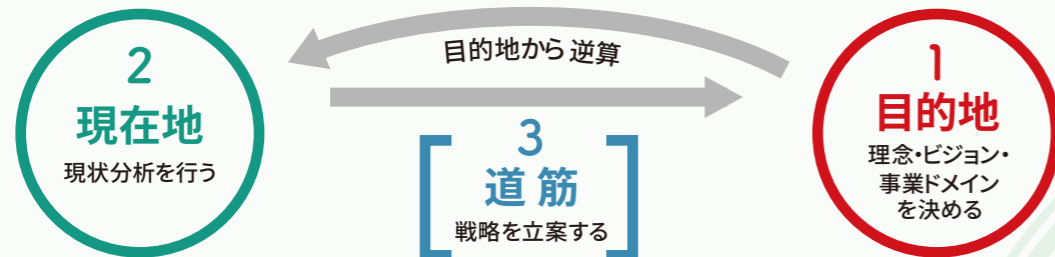 2
現在地
現状分析を行う
目的地から逆算
3
道筋
戦略を立案する
1
目的地
理念・ビジョン・
事業ドメイン
を決める